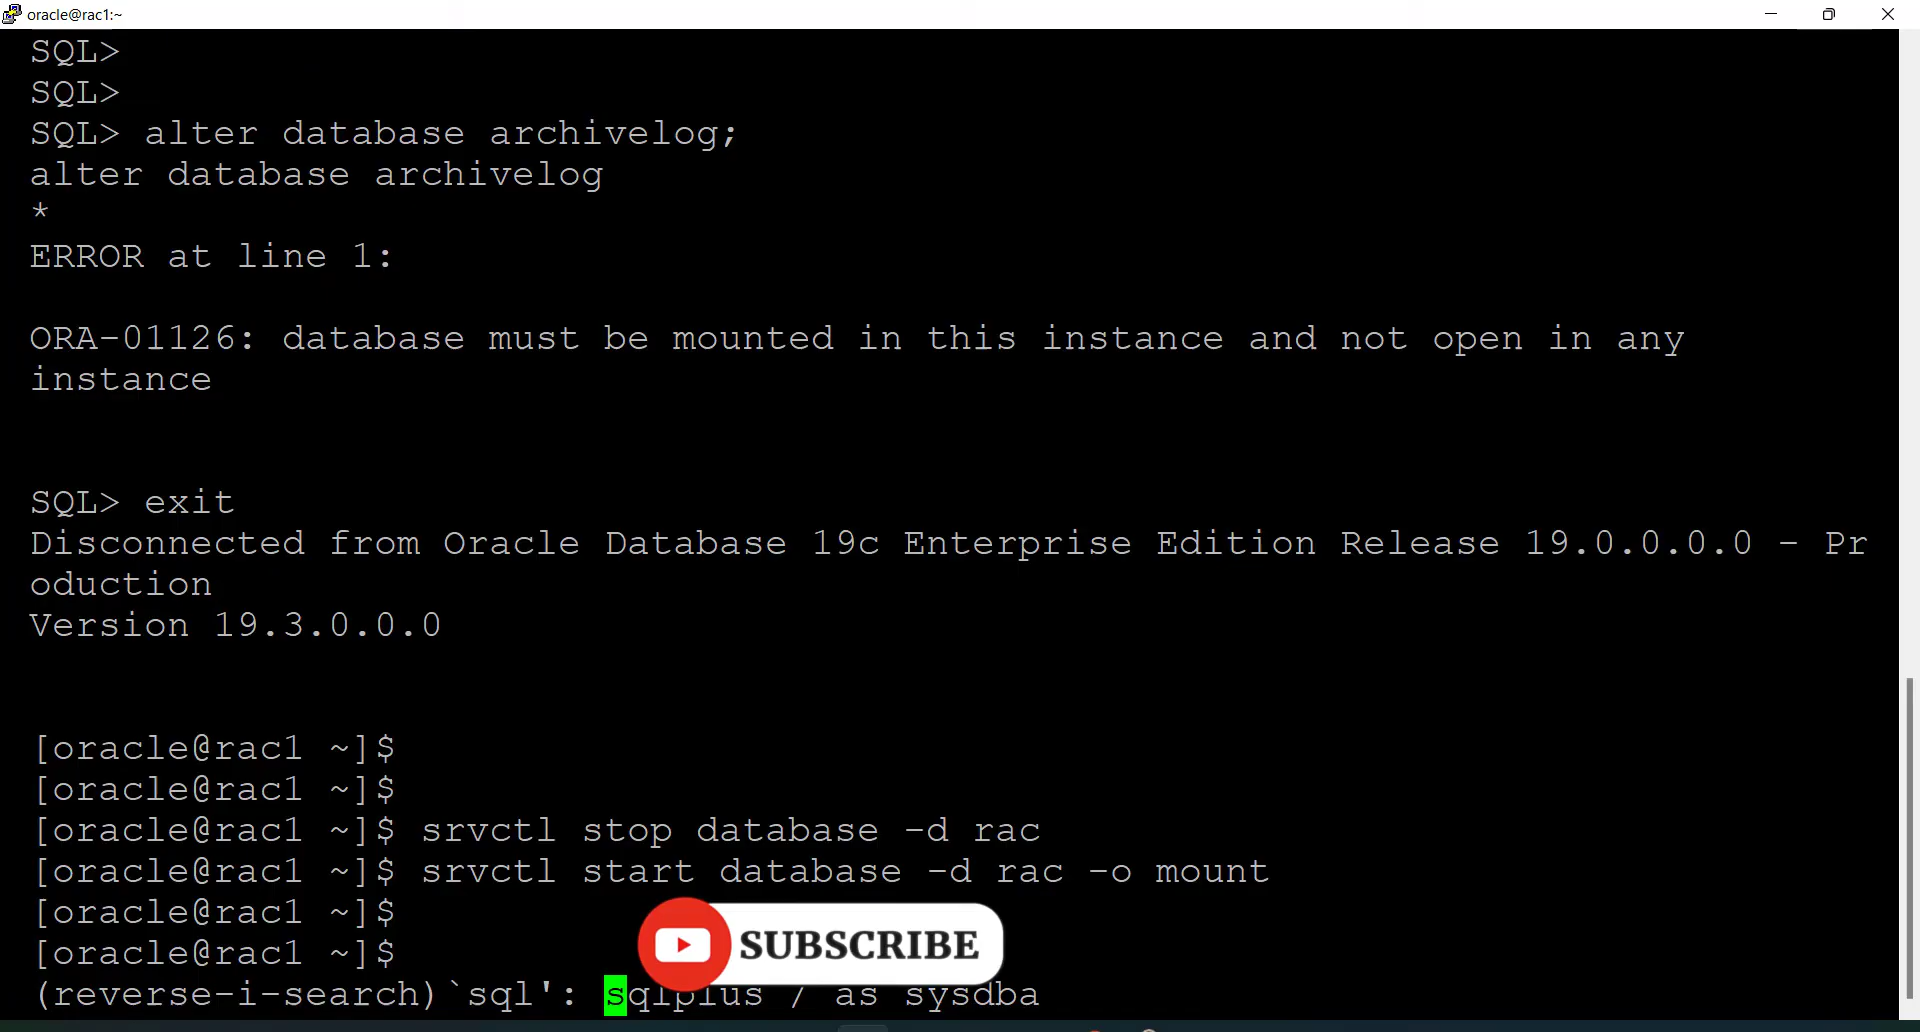 oracle@rac1:~
SQL>
SQL>
SQL> alter database archivelog;
alter database archivelog
*
ERROR at line 1:
ORA-01126: database must be mounted in this instance and not open in any
instance
SQL> exit
Disconnected from Oracle Database 19c Enterprise Edition Release 19.0.0.0.0 - Pr
oduction
Version 19.3.0.0.0
[oracle@rac1 ~]$
[oracle@rac1 ~]$
[oracle@rac1 ~]$ srvctl stop database -d rac
[oracle@rac1 ~]$ srvctl start database -d rac -o mount
[oracle@rac1 ~]$
[oracle@rac1 ~]$
SUBSCRIBE
(reverse-i-search)`sql': sqlplus / as sysdba